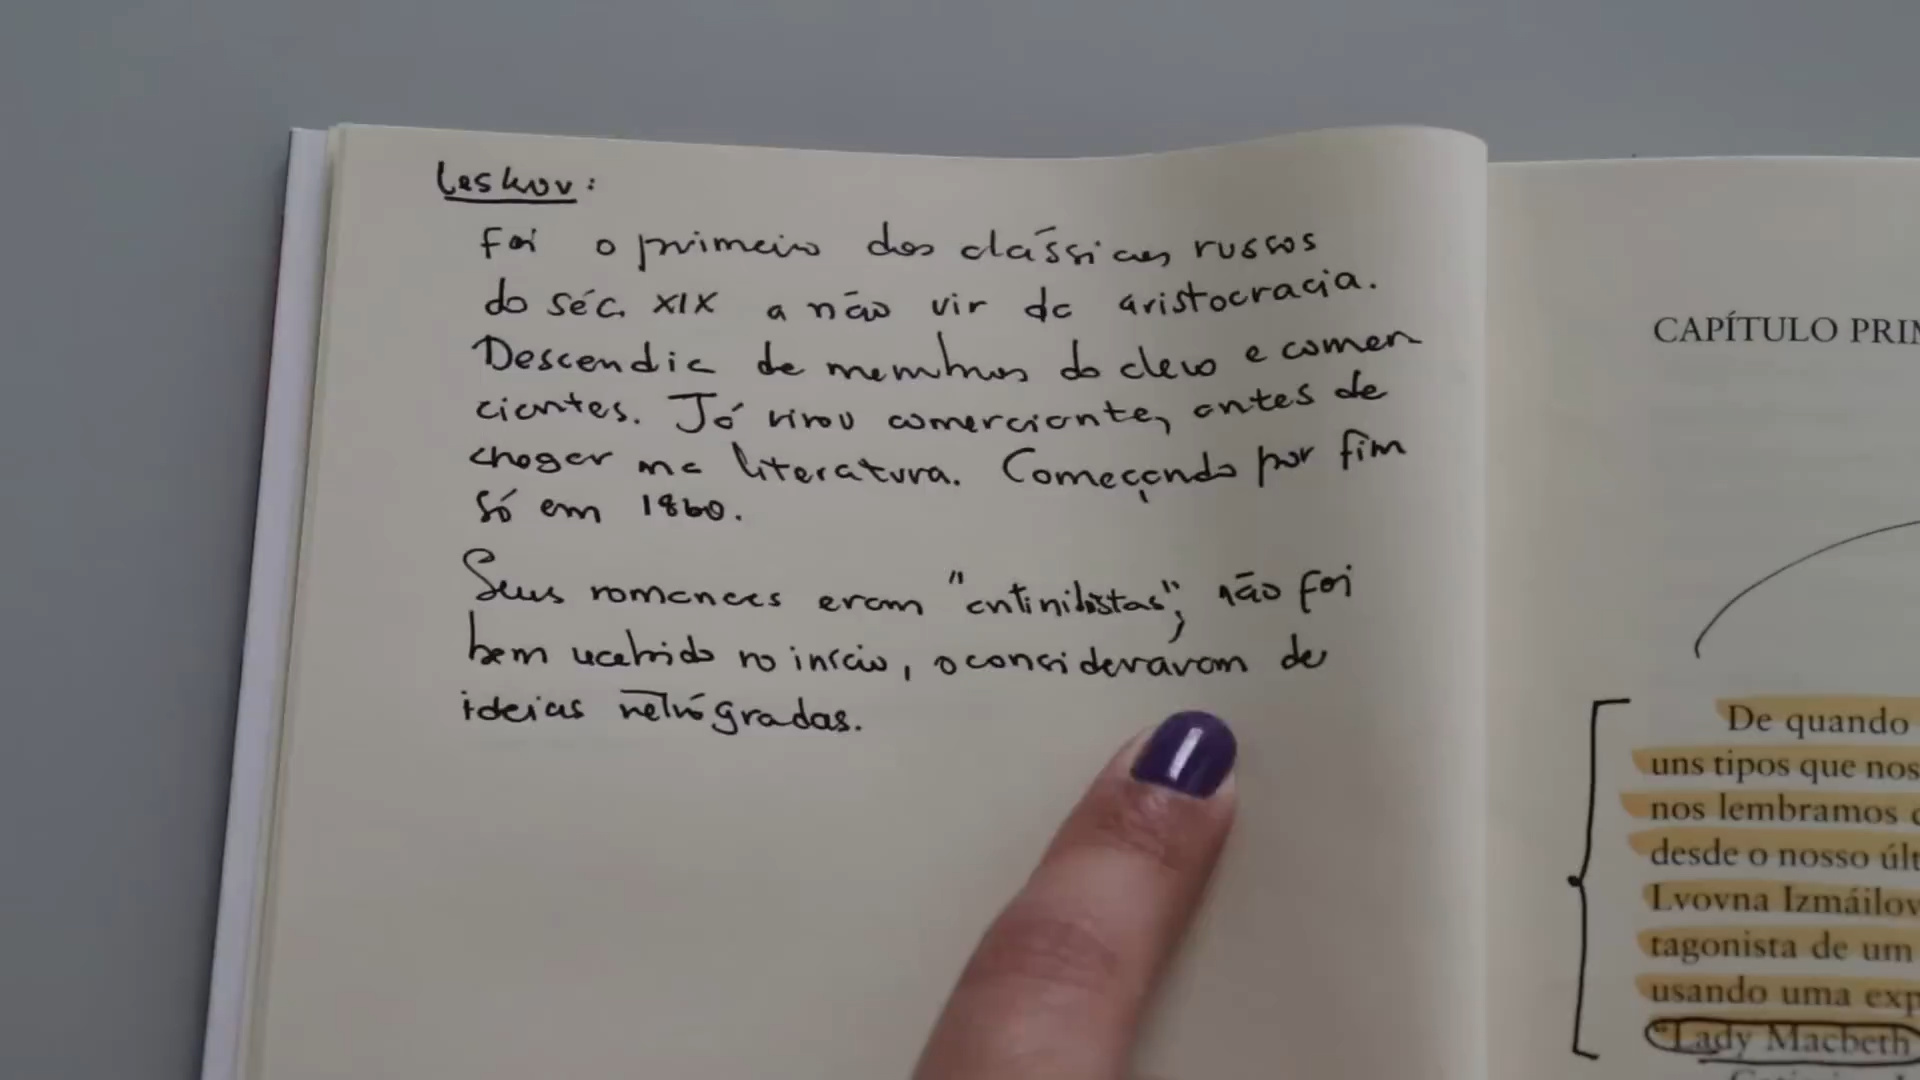 Leskov:
Foi o primeiro dos clássicos russos
do séc. XIX a não vir da aristocracia.
Descendia de membros do clero e comer
ciantes. Já virou comerciante, antes de
chegar na literatura. Começando por fim
só em 1860.
Seus romances eram "antiniilistas", não foi
bem recebido no início, o consideravam de
ideias retrógradas.
CAPÍTULO PRIM
De quando
uns tipos que nos
nos lembramos
desde o nosso últ
Lvovna Izmáilov
tagonista de um
usando uma exp
"Lady Macbeth